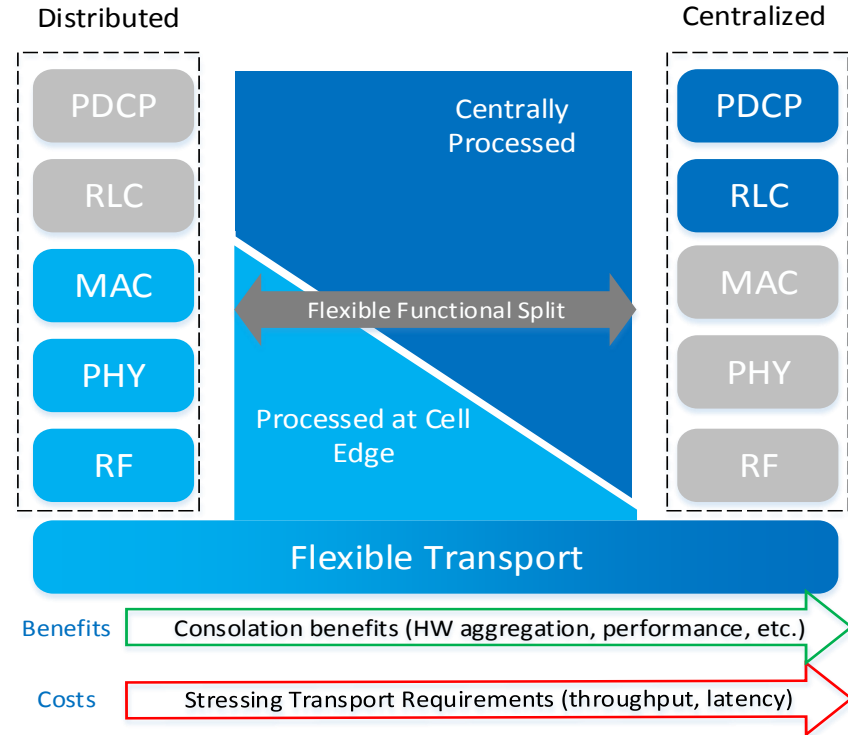 Distributed
Centralized
PDCP
RLC
MAC
PHY
RF
Centrally
Processed
Flexible Functional Split
Processed at Cell
Edge
PDCP
RLC
MAC
PHY
RF
Flexible Transport
Benefits
Consolation benefits (HW aggregation, performance, etc.)
Costs
Stressing Transport Requirements (throughput, latency)